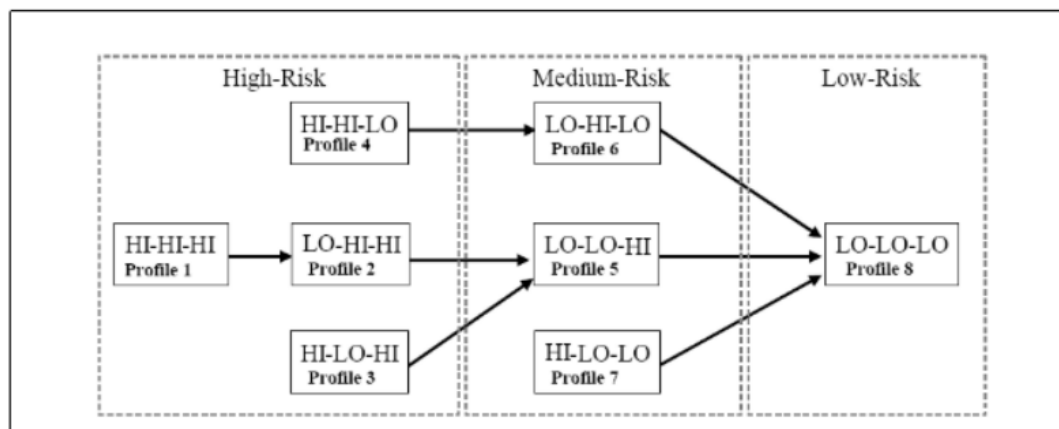 High-Risk
Medium-Risk
Low-Risk
HI-HI-LO
Profile 4
LO-HI-LO
Profile 6
HI-HI-HI
Profile 1
LO-HI-HI
Profile 2
LO-LO-HI
Profile 5
LO-LO-LO
Profile 8
HI-LO-HI
Profile 3
HI-LO-LO
Profile 7